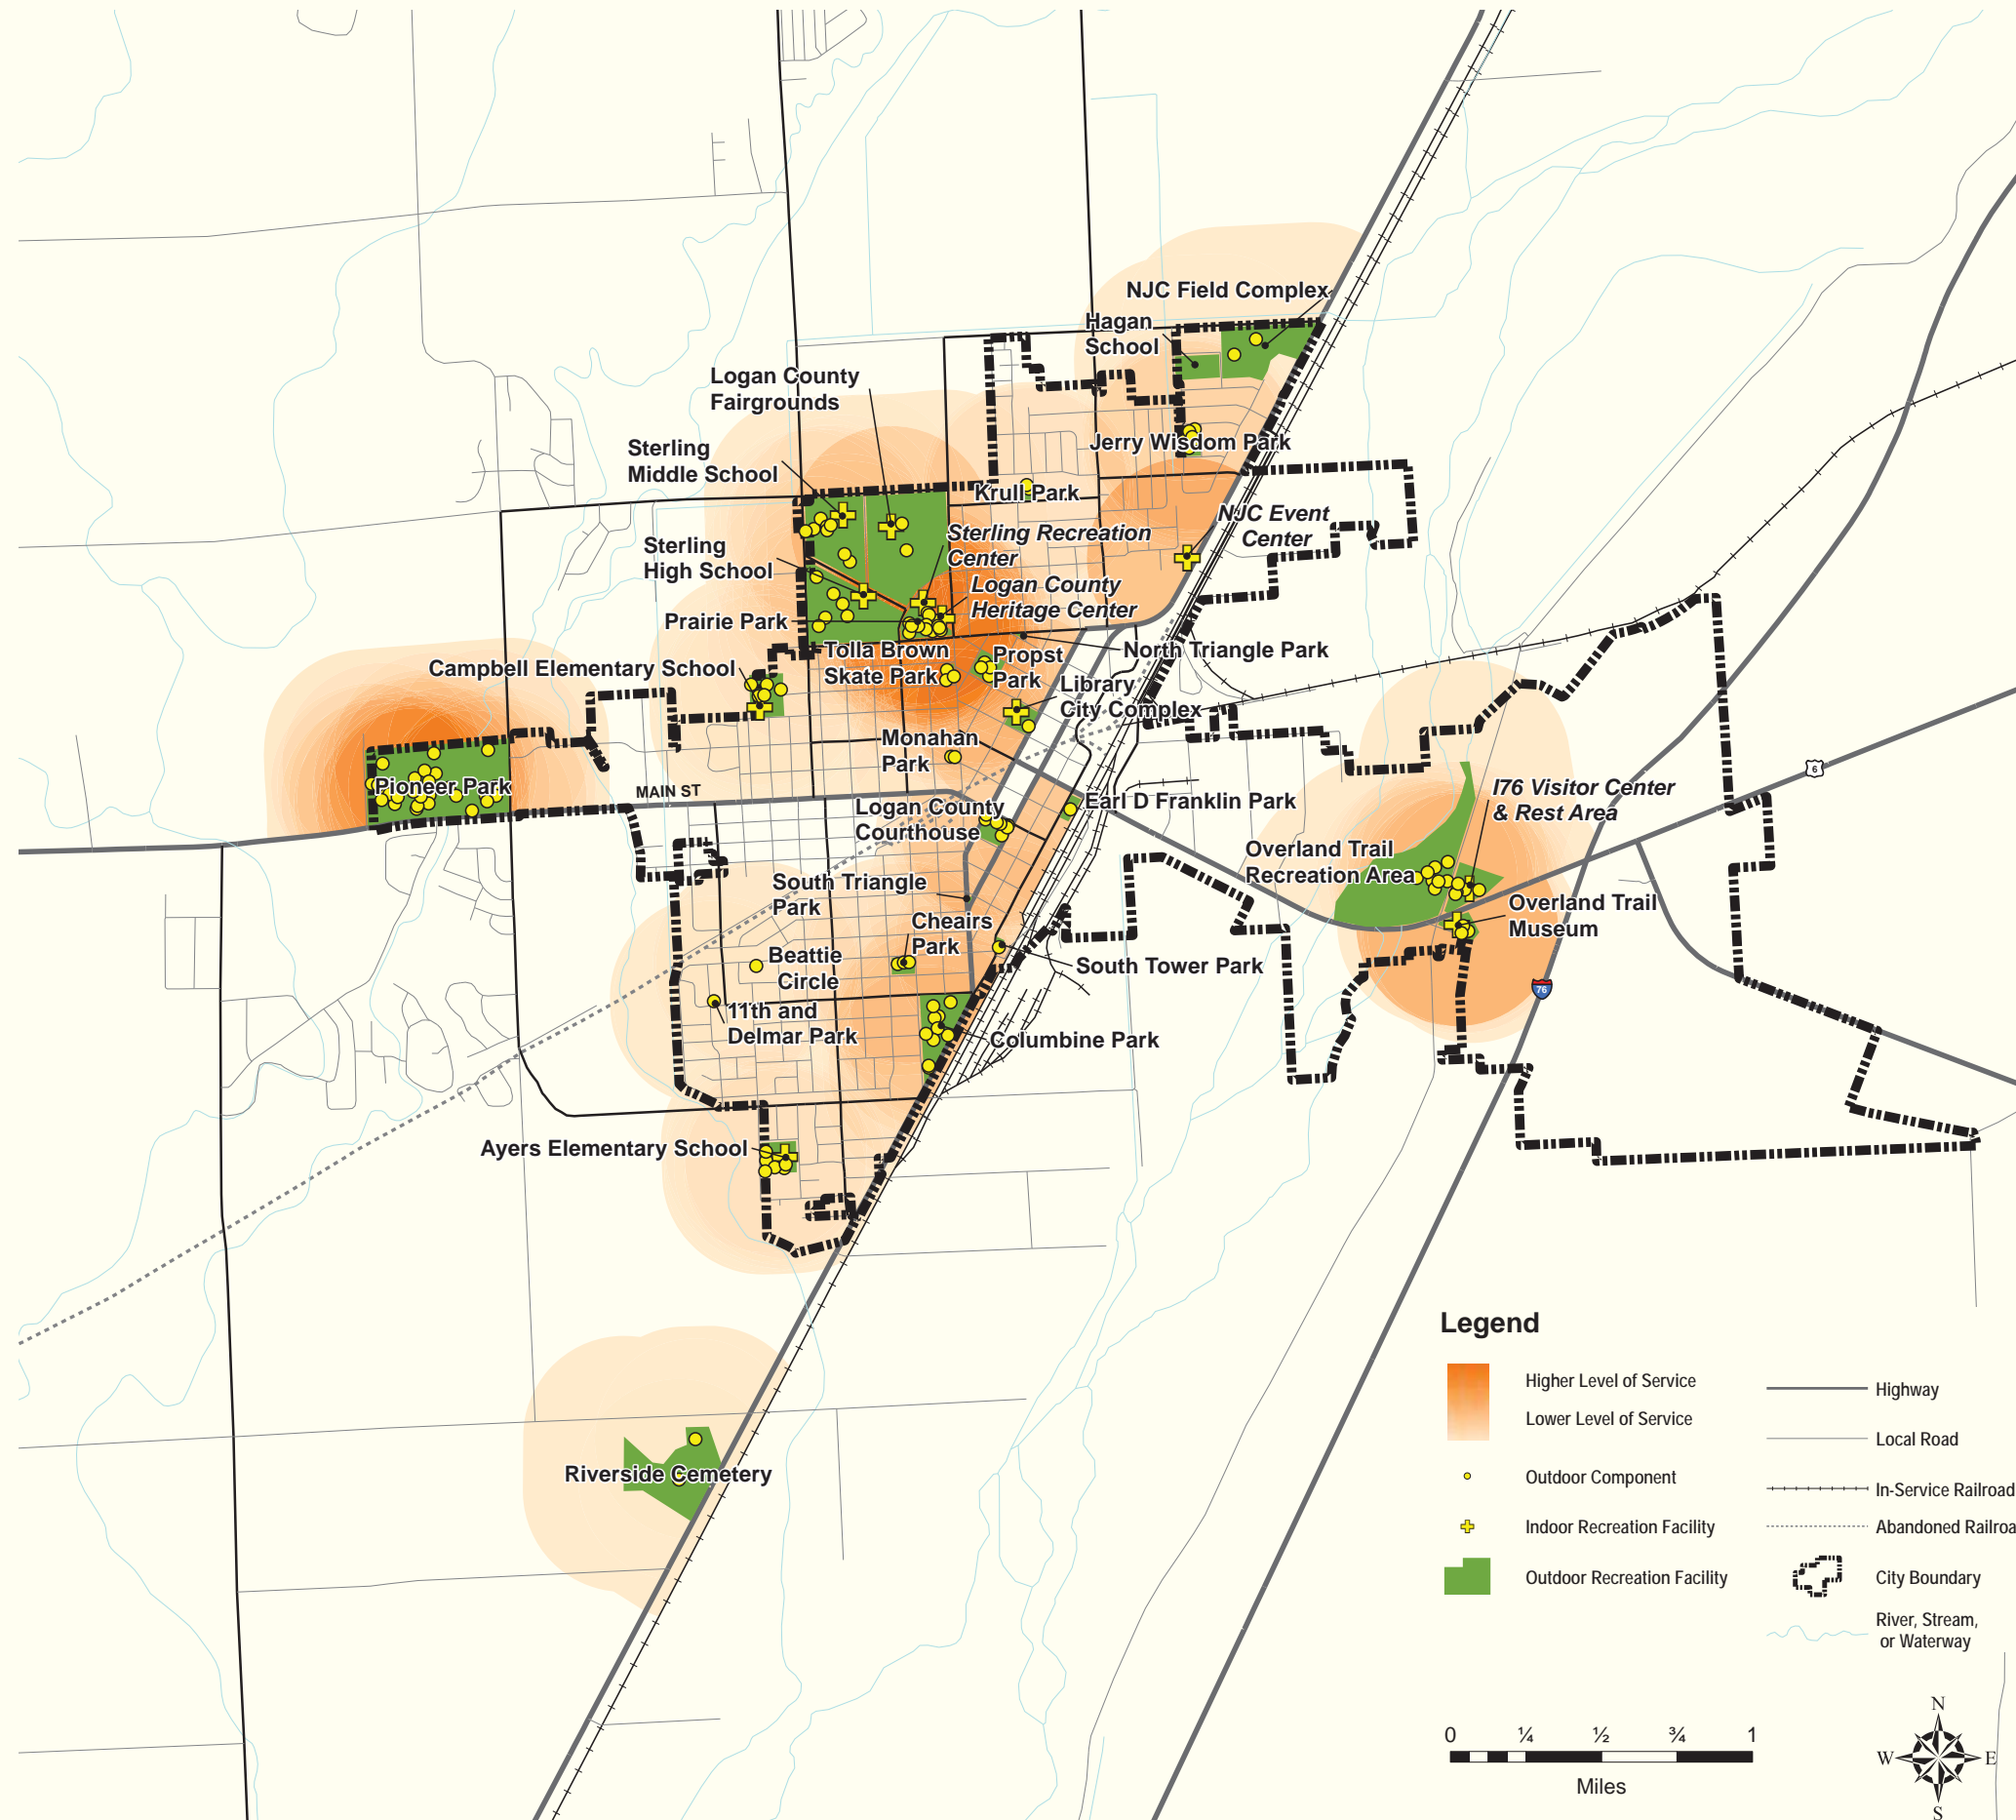 NJC Field Complex
Hagan
School
Logan County
Fairgrounds
Sterling
Middle School
Jerry Wisdom Park
Krull Park
NJC Event
Center
Sterling Recreation
Center
Sterling
High School
Logan County
Heritage Center
Prairie Park
Tolla Brown
Skate Park
Propst
Park
North Triangle Park
Campbell Elementary School
Library
City Complex
Monahan
Park
Pioneer Park
MAIN ST
6
I76 Visitor Center
& Rest Area
Logan County
Courthouse
Earl D Franklin Park
Overland Trail
Recreation Area
South Triangle
Park
Cheairs
Park
Overland Trail
Museum
Beattie
Circle
South Tower Park
76
11th and
Delmar Park
Columbine Park
Ayers Elementary School
Riverside Cemetery
Legend
Higher Level of Service
Lower Level of Service
Outdoor Component
Indoor Recreation Facility
Outdoor Recreation Facility
Highway
Local Road
In-Service Railroad
Abandoned Railroa
City Boundary
River, Stream,
or Waterway
0 ¼ ½ ¾ 1
Miles
N
W E
S